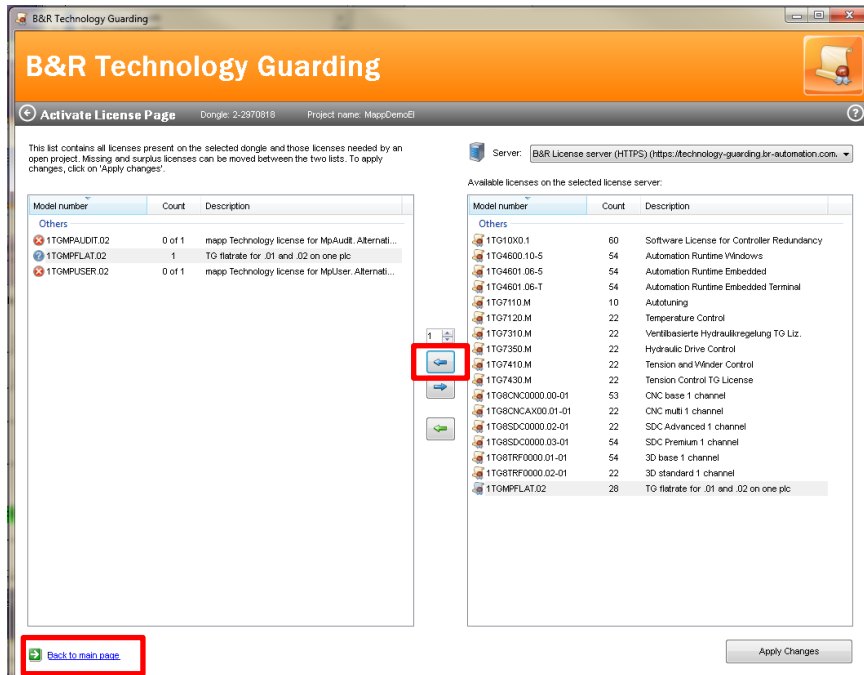 B&R Technology Guarding
B&R Technology Guarding
Activate License Page Dongle: 2-2970818 Project name: MappDemoEl
This list contains all licenses present on the selected dongle and those licenses needed by an
open project. Missing and surplus licenses can be moved between the two lists. To apply
changes, click on 'Apply changes'.
Model number Count Description
Others
1TGMPAUDIT.02 0 of 1 mapp Technology license for MpAudit. Alternati...
1TGMPFLAT.02 1 TG flatrate for .01 and .02 on one plc
1TGMPUSER.02 0 of 1 mapp Technology license for MpUser. Alternati...
1
Server: B&R License server (HTTPS) (https://technology-guarding.br-automation.com.
Available licenses on the selected license server:
Model number Count Description
Others
1TG10X0.1 60 Software License for Controller Redundancy
1TG4600.10-5 54 Automation Runtime Windows
1TG4601.06-5 54 Automation Runtime Embedded
1TG4601.06-T 54 Automation Runtime Embedded Terminal
1TG7110.M 10 Autotuning
1TG7120.M 22 Temperature Control
1TG7310.M 22 Ventilbasierte Hydraulikregelung TG Liz.
1TG7350.M 22 Hydraulic Drive Control
1TG7410.M 22 Tension and Winder Control
1TG7430.M 22 Tension Control TG License
1TG8CNC0000.00-01 53 CNC base 1 channel
1TG8CNCAX00.01-01 22 CNC multi 1 channel
1TG8SDC0000.02-01 22 SDC Advanced 1 channel
1TG8SDC0000.03-01 54 SDC Premium 1 channel
1TG8TRF0000.01-01 54 3D base 1 channel
1TG8TRF0000.02-01 22 3D standard 1 channel
1TGMPFLAT.02 28 TG flatrate for .01 and .02 on one plc
Back to main page
Apply Changes